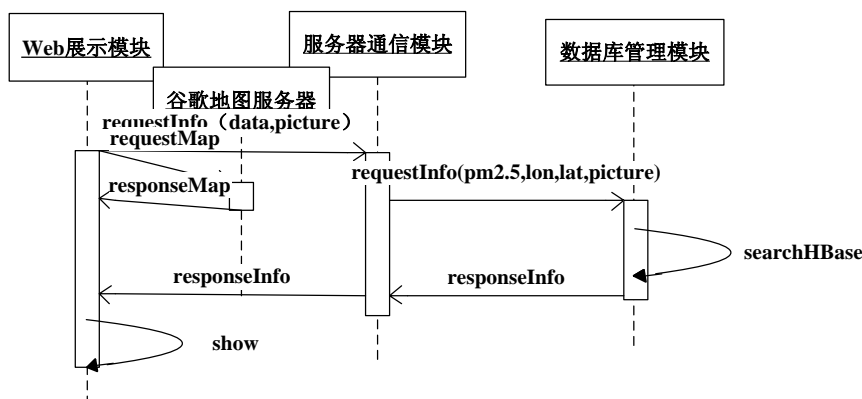 Web展示模块
服务器通信模块
数据库管理模块
谷歌地图服务器
requestInfo（data,picture）
requestMap
requestInfo(pm2.5,lon,lat,picture)
responseMap
searchHBase
responseInfo
responseInfo
show